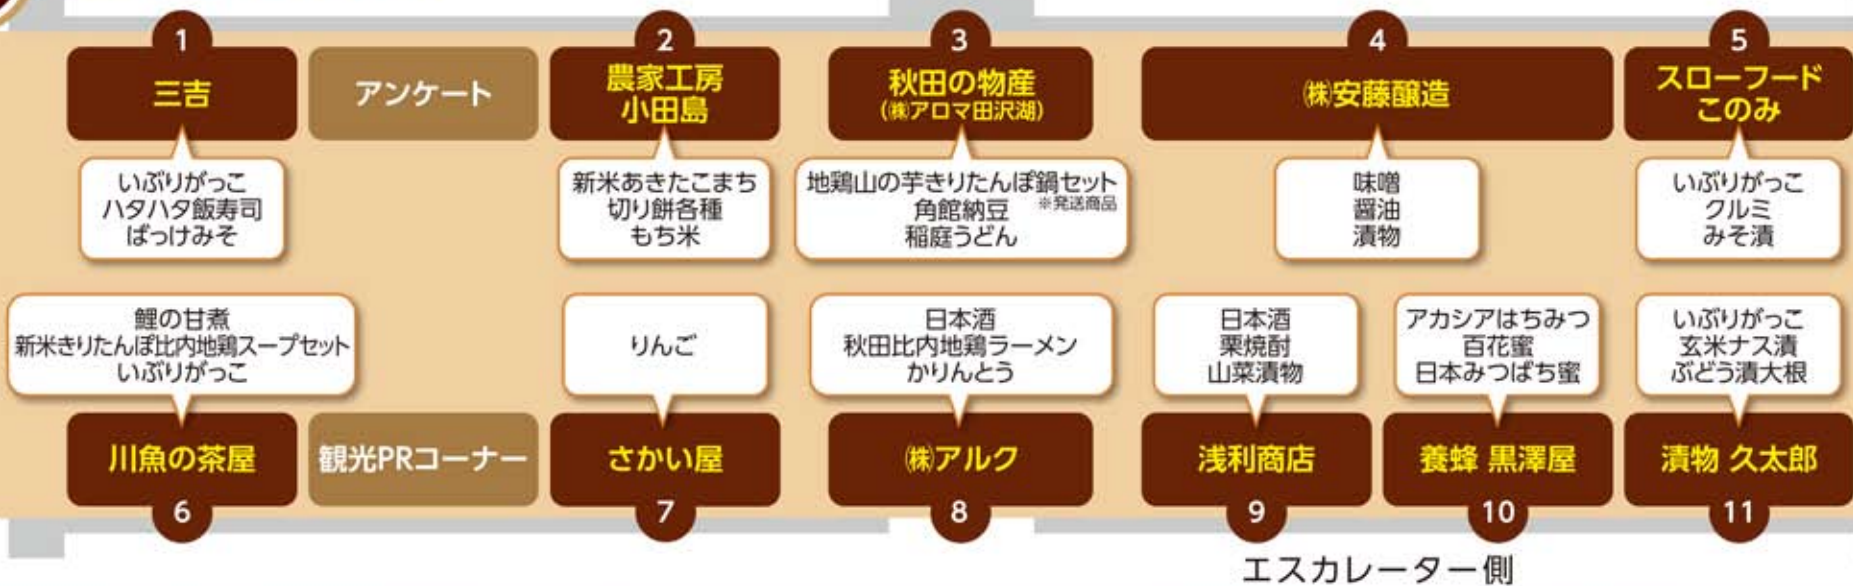 1
三吉
アンケート
2
農家工房
小田島
3
秋田の物産
(㈱アロマ田沢湖)
4
㈱安藤醸造
5
スローフード
このみ
いぶりがっこ
ハタハタ飯寿司
ばっけみそ
新米あきたこまち
切り餅各種
もち米
地鶏山の芋きりたんぽ鍋セット
※発送商品
角館納豆
稲庭うどん
味噌
醤油
漬物
いぶりがっこ
クルミ
みそ漬
鯉の甘煮
新米きりたんぽ比内地鶏スープセット
いぶりがっこ
りんご
日本酒
秋田比内地鶏ラーメン
かりんとう
日本酒
栗焼酎
山菜漬物
アカシアはちみつ
百花蜜
日本みつばち蜜
いぶりがっこ
玄米ナス漬
ぶどう漬大根
川魚の茶屋
6
観光PRコーナー
さかい屋
7
㈱アルク
8
浅利商店
9
養蜂 黒澤屋
10
漬物 久太郎
11
エスカレーター側